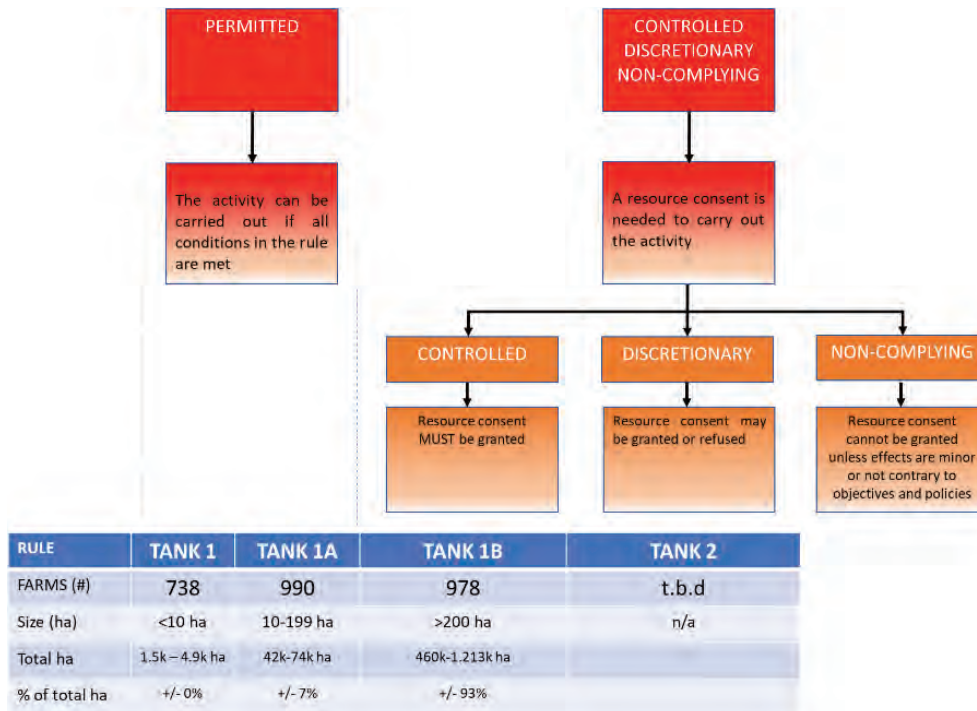 PERMITTED
CONTROLLED
DISCRETIONARY
NON-COMPLYING
The activity can be
carried out if all
conditions in the rule
are met
A resource consent is
needed to carry out
the activity
CONTROLLED
DISCRETIONARY
NON-COMPLYING
Resource consent
MUST be granted
Resource consent may
be granted or refused
Resource consent
cannot be granted
unless effects are minor
or not contrary to
objectives and policies
RULE TANK 1 TANK 1A TANK 1B TANK 2
FARMS (#) 738 990 978 t.b.d
Size (ha) <10 ha 10-199 ha >200 ha n/a
Total ha 1.5k – 4.9k ha 42k-74k ha 460k-1.213k ha
% of total ha +/- 0% +/- 7% +/- 93%